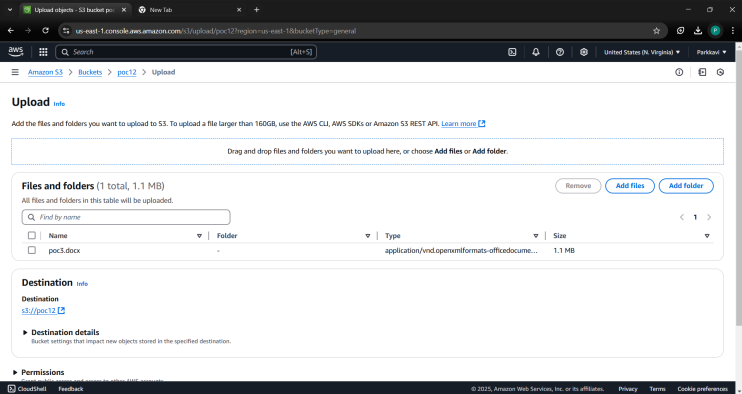 Upload objects - S3 bucket po
New Tab
us-east-1.console.aws.amazon.com/s3/upload/poc12?region=us-east-1&bucketType=general
aws
Search
[Alt+S]
United States (N. Virginia)
Parkkavi
Amazon S3 > Buckets > poc12 > Upload
Upload Info
Add the files and folders you want to upload to S3. To upload a file larger than 160GB, use the AWS CLI, AWS SDKs or Amazon S3 REST API. Learn more
Drag and drop files and folders you want to upload here, or choose Add files or Add folder.
Files and folders (1 total, 1.1 MB)
Remove
Add files
Add folder
All files and folders in this table will be uploaded.
Find by name
1
Name Folder Type Size
poc3.docx - application/vnd.openxmlformats-officedocume... 1.1 MB
Destination Info
Destination
s3://poc12
Destination details
Bucket settings that impact new objects stored in the specified destination.
Permissions
CloudShell Feedback © 2025, Amazon Web Services, Inc. or its affiliates. Privacy Terms Cookie preferences